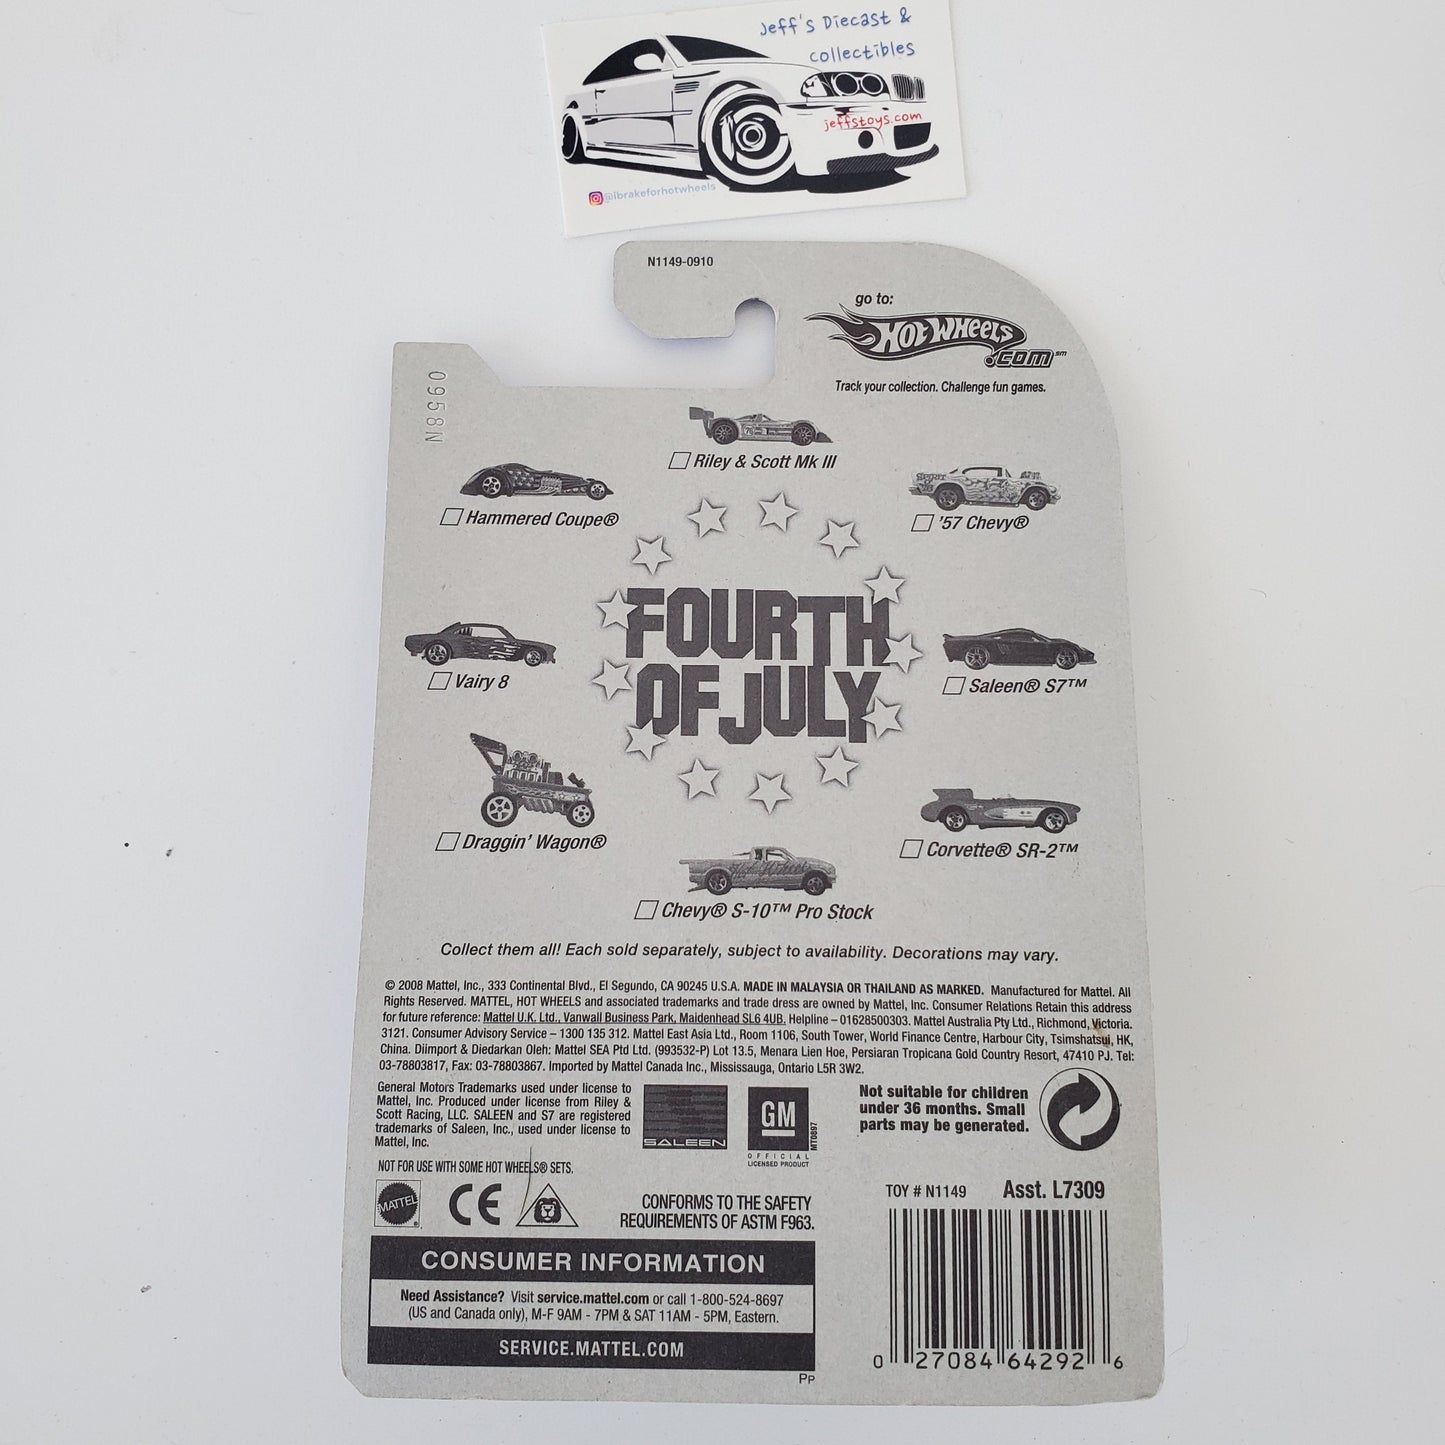 Jeff's Diecast &
collectibles
jeffstoys.com
@ibrakeforhotwheels
N1149-0910
go to:
HOT WHEELS
.COM℠
Track your collection. Challenge fun games.
0958N
Riley & Scott Mk III
Hammered Coupe®
'57 Chevy®
FOURTH
OF JULY
Vairy 8
Saleen® S7™
Draggin' Wagon®
Corvette® SR-2™
Chevy® S-10™ Pro Stock
Collect them all! Each sold separately, subject to availability. Decorations may vary.
© 2008 Mattel, Inc., 333 Continental Blvd., El Segundo, CA 90245 U.S.A. MADE IN MALAYSIA OR THAILAND AS MARKED. Manufactured for Mattel. All
Rights Reserved. MATTEL, HOT WHEELS and associated trademarks and trade dress are owned by Mattel, Inc. Consumer Relations Retain this address
for future reference: Mattel U.K. Ltd., Vanwall Business Park, Maidenhead SL6 4UB. Helpline – 01628500303. Mattel Australia Pty Ltd., Richmond, Victoria.
3121. Consumer Advisory Service – 1300 135 312. Mattel East Asia Ltd., Room 1106, South Tower, World Finance Centre, Harbour City, Tsimshatsui, HK,
China. Diimport & Diedarkan Oleh: Mattel SEA Ptd Ltd. (993532-P) Lot 13.5, Menara Lien Hoe, Persiaran Tropicana Gold Country Resort, 47410 PJ. Tel:
03-78803817, Fax: 03-78803867. Imported by Mattel Canada Inc., Mississauga, Ontario L5R 3W2.
General Motors Trademarks used under license to
Mattel, Inc. Produced under license from Riley &
Scott Racing, LLC. SALEEN and S7 are registered
trademarks of Saleen, Inc., used under license to
Mattel, Inc.
SALEEN
GM
OFFICIAL
LICENSED PRODUCT
MT0897
Not suitable for children
under 36 months. Small
parts may be generated.
NOT FOR USE WITH SOME HOT WHEELS® SETS.
MATTEL®
CE
CONFORMS TO THE SAFETY
REQUIREMENTS OF ASTM F963.
TOY # N1149 Asst. L7309
CONSUMER INFORMATION
Need Assistance? Visit service.mattel.com or call 1-800-524-8697
(US and Canada only), M-F 9AM - 7PM & SAT 11AM - 5PM, Eastern.
SERVICE.MATTEL.COM
PP
0 27084 64292 6